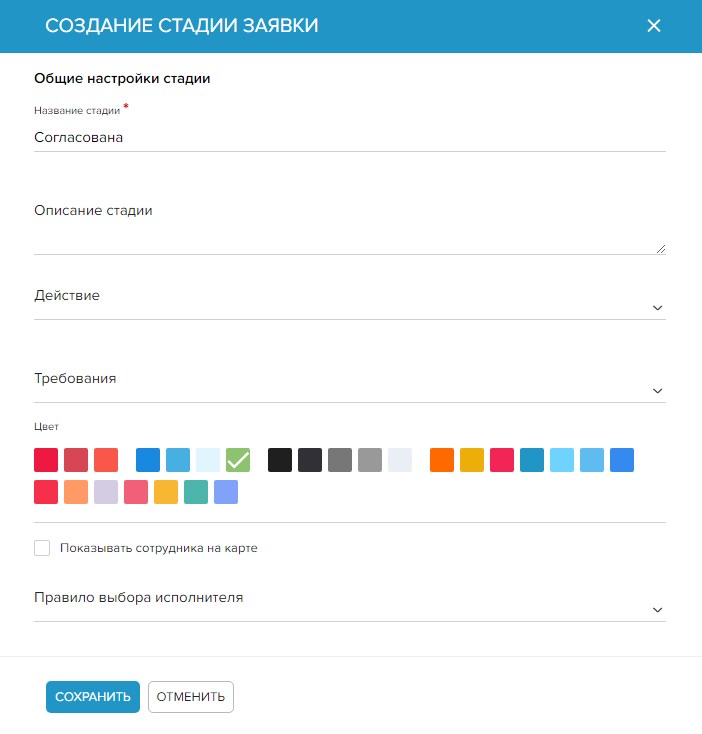 СОЗДАНИЕ СТАДИИ ЗАЯВКИ
Общие настройки стадии
Название стадии *
Согласована
Описание стадии
Действие
Требования
Цвет
Показывать сотрудника на карте
Правило выбора исполнителя
СОХРАНИТЬ ОТМЕНИТЬ